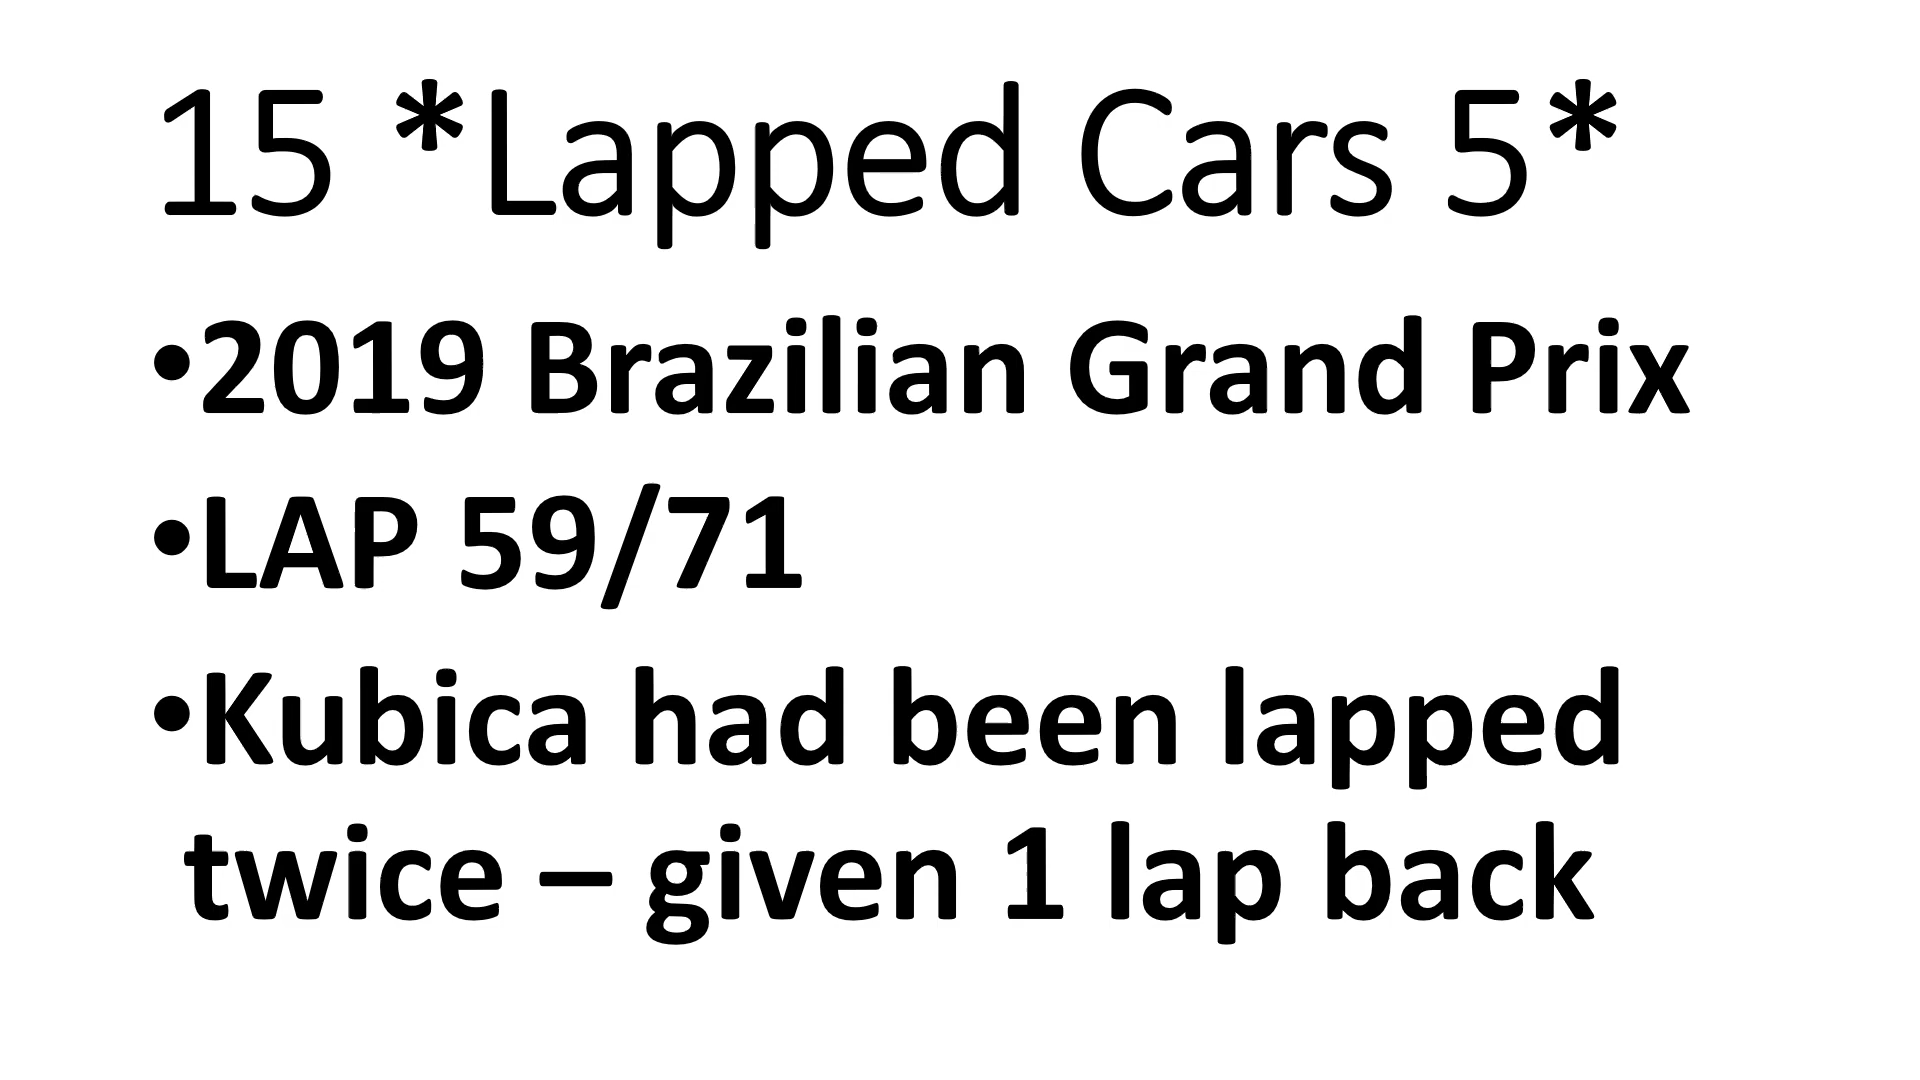 15 *Lapped Cars 5*
•2019 Brazilian Grand Prix
•LAP 59/71
•Kubica had been lapped
twice – given 1 lap back